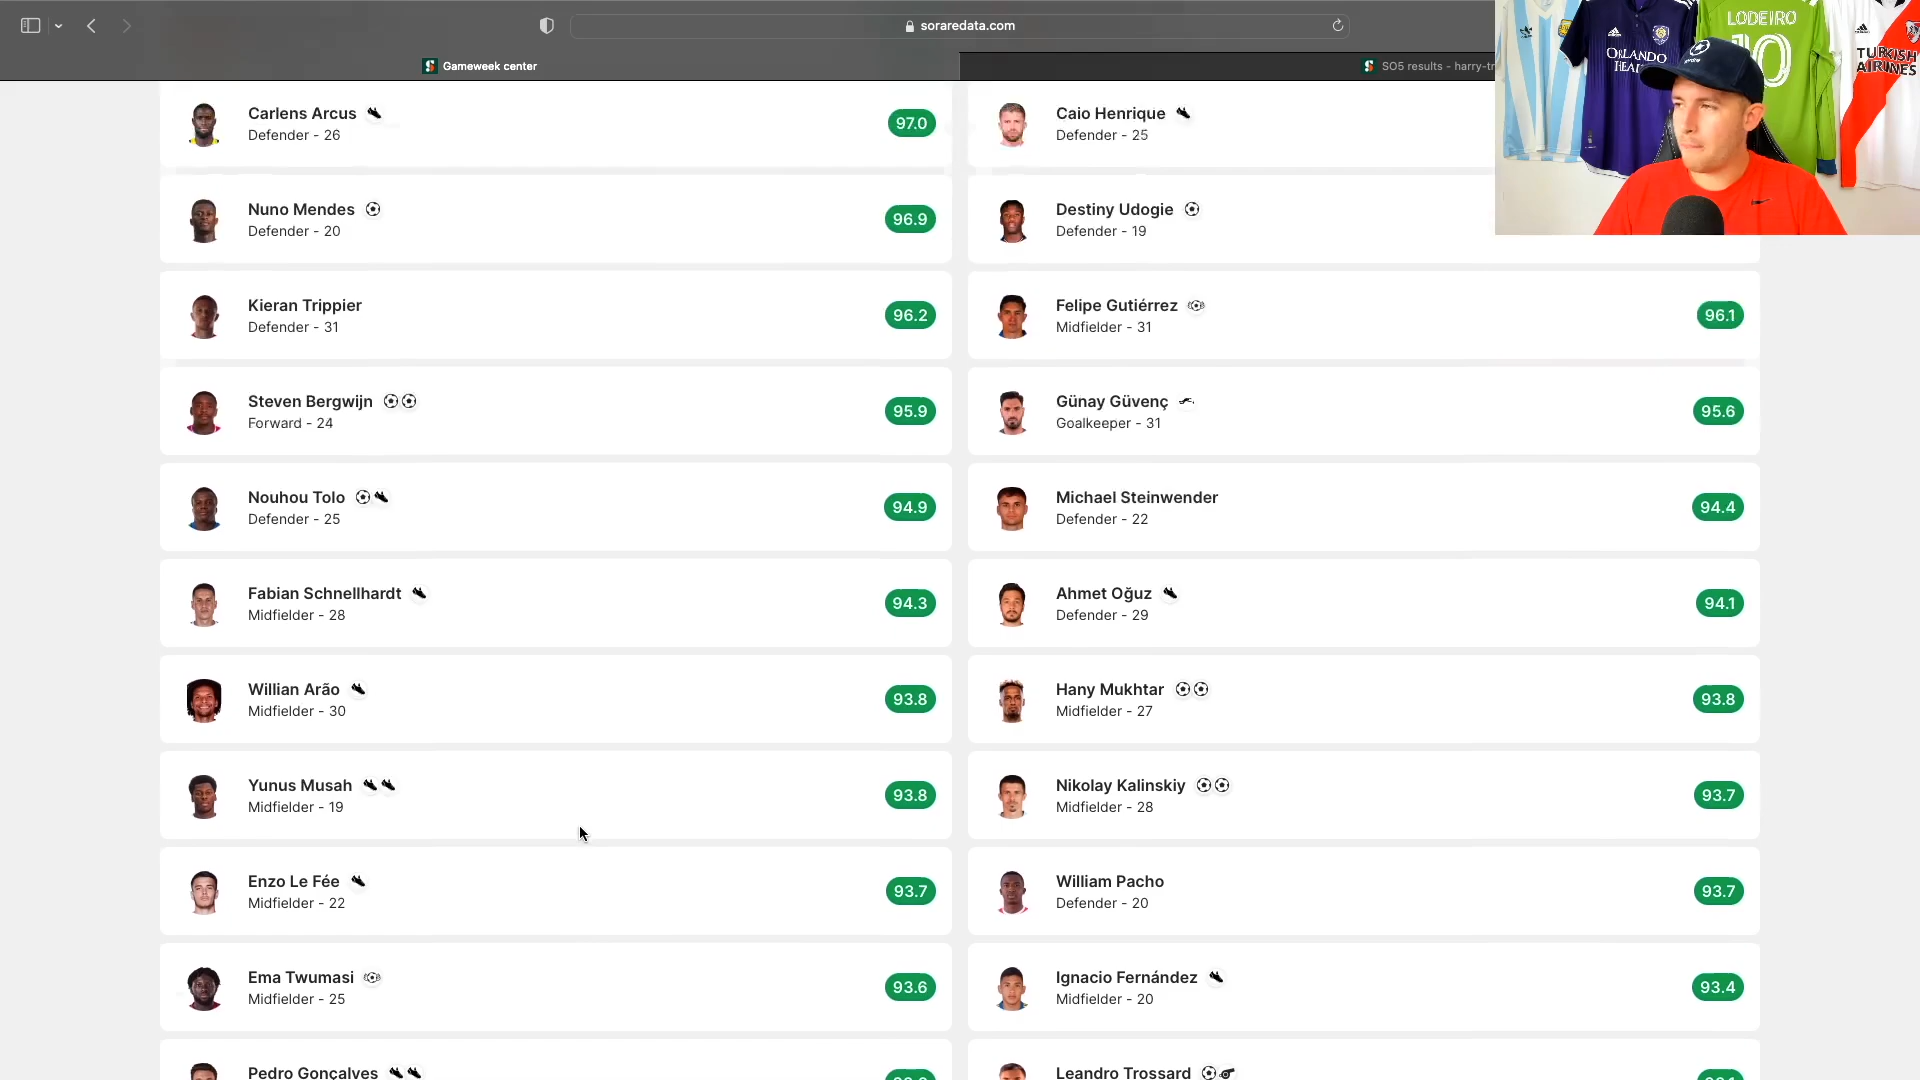 soraredata.com
Gameweek center
SO5 results - harry-tr
LODEIRO
10
ORLANDO
HEAL
TURKISH
AIRLINES
Carlens Arcus
Defender - 26
97.0
Caio Henrique
Defender - 25
Nuno Mendes
Defender - 20
96.9
Destiny Udogie
Defender - 19
Kieran Trippier
Defender - 31
96.2
Felipe Gutiérrez
Midfielder - 31
96.1
Steven Bergwijn
Forward - 24
95.9
Günay Güvenç
Goalkeeper - 31
95.6
Nouhou Tolo
Defender - 25
94.9
Michael Steinwender
Defender - 22
94.4
Fabian Schnellhardt
Midfielder - 28
94.3
Ahmet Oğuz
Defender - 29
94.1
Willian Arão
Midfielder - 30
93.8
Hany Mukhtar
Midfielder - 27
93.8
Yunus Musah
Midfielder - 19
93.8
Nikolay Kalinskiy
Midfielder - 28
93.7
Enzo Le Fée
Midfielder - 22
93.7
William Pacho
Defender - 20
93.7
Ema Twumasi
Midfielder - 25
93.6
Ignacio Fernández
Midfielder - 20
93.4
Pedro Gonçalves
Leandro Trossard